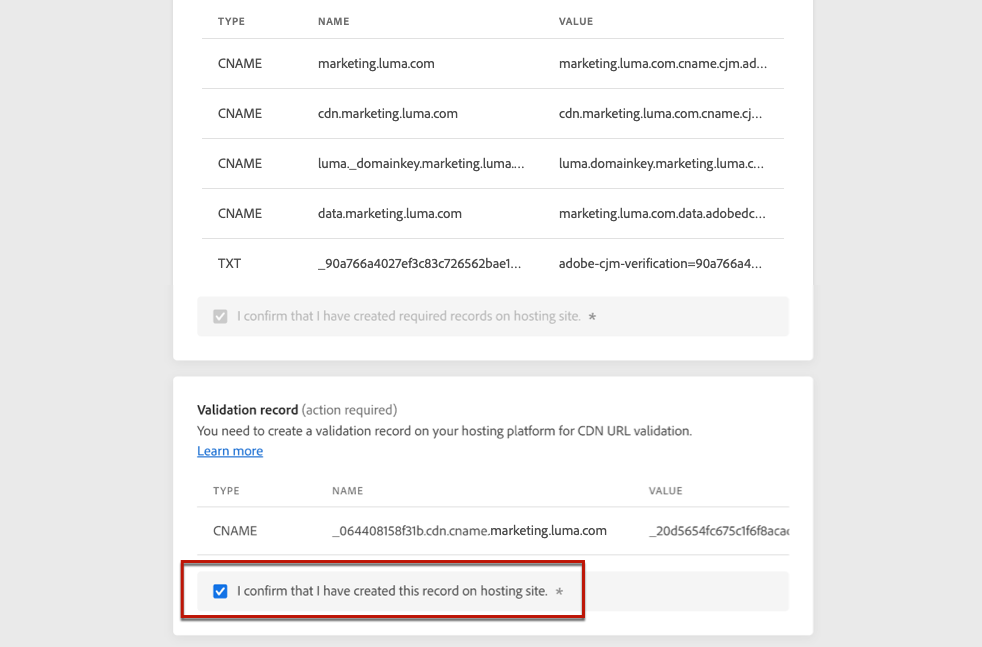 TYPE NAME VALUE
CNAME marketing.luma.com marketing.luma.com.cname.cjm.ad...
CNAME cdn.marketing.luma.com cdn.marketing.luma.com.cname.cj...
CNAME luma._domainkey.marketing.luma.... luma.domainkey.marketing.luma.c...
CNAME data.marketing.luma.com marketing.luma.com.data.adobedc...
TXT _90a766a4027ef3c83c726562bae1... adobe-cjm-verification=90a766a4...
I confirm that I have created required records on hosting site. *
Validation record (action required)
You need to create a validation record on your hosting platform for CDN URL validation.
Learn more
TYPE NAME VALUE
CNAME _064408158f31b.cdn.cname.marketing.luma.com _20d5654fc675c1f6f8acac
I confirm that I have created this record on hosting site. *